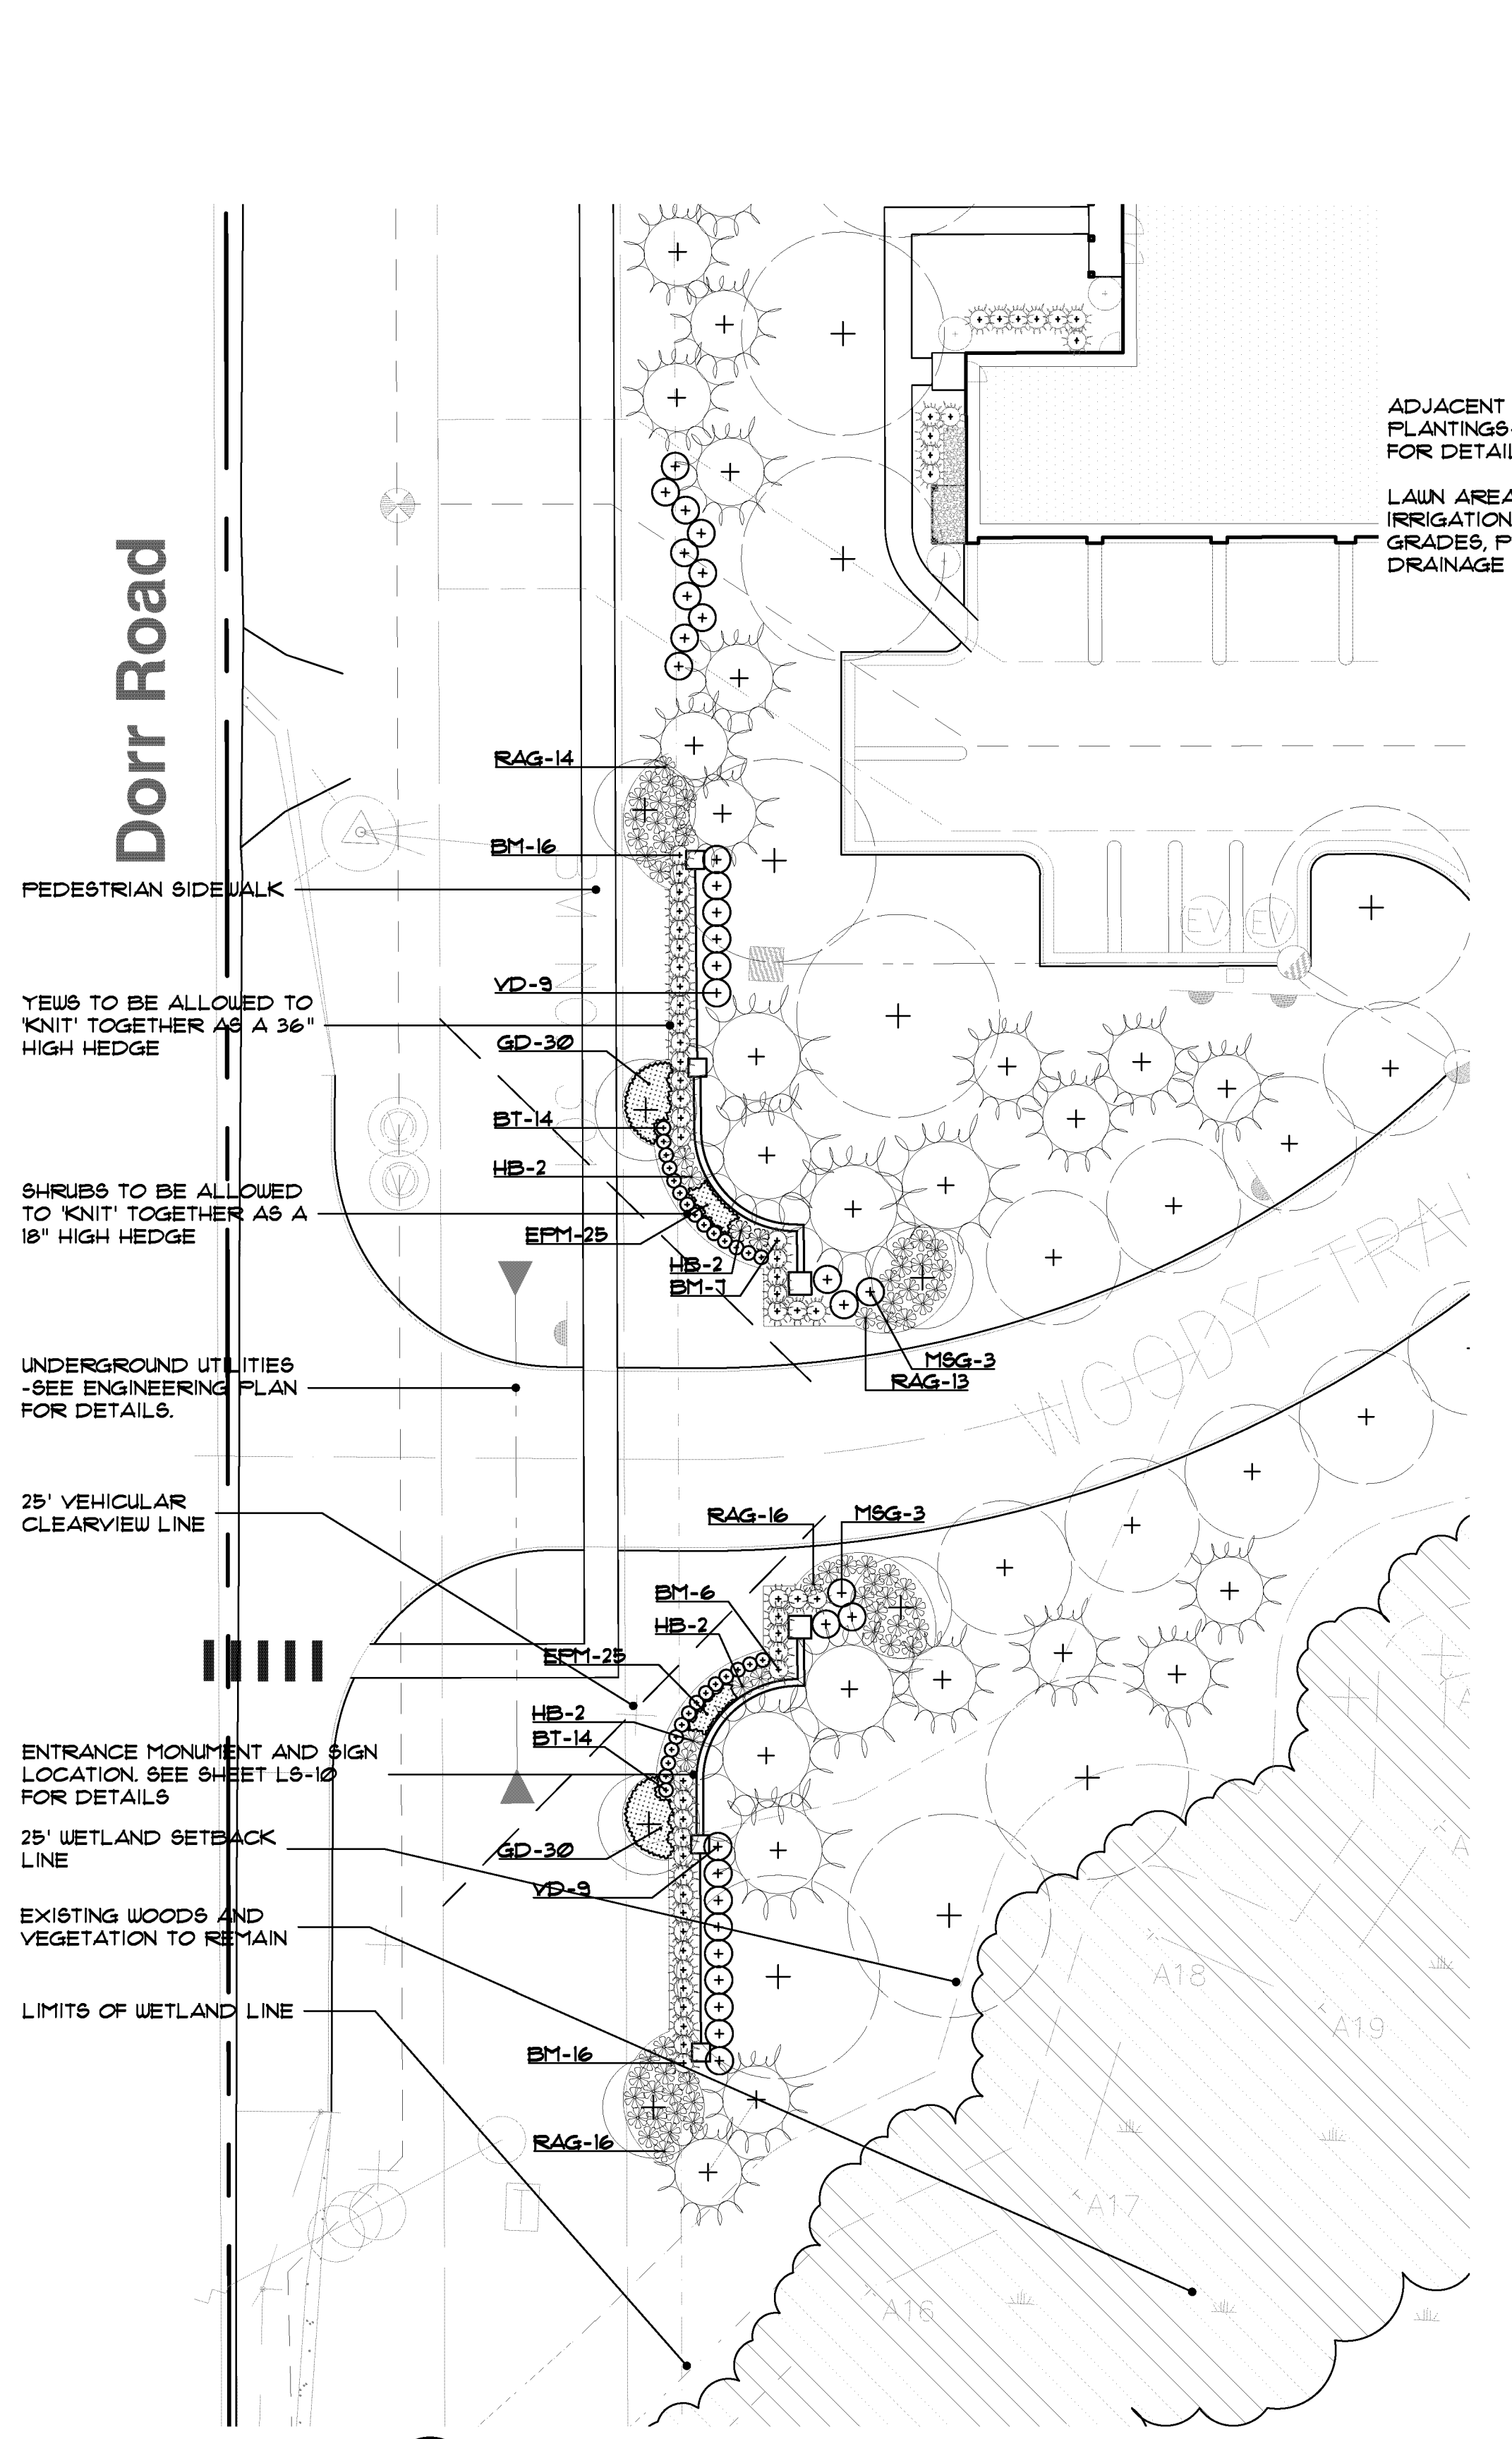 ADJACENT
PLANTINGS-
FOR DETAIL
LAWN AREA
IRRIGATION
GRADES, P
DRAINAGE
Dorr Road
RAG-14
BM-16
PEDESTRIAN SIDEWALK
VD-9
YEWS TO BE ALLOWED TO
'KNIT' TOGETHER AS A 36"
HIGH HEDGE
GD-30
BT-14
HB-2
SHRUBS TO BE ALLOWED
TO 'KNIT' TOGETHER AS A
18" HIGH HEDGE
EPM-25
HB-2
BM-7
EV
EV
WOODY TRA
MSG-3
RAG-13
UNDERGROUND UTILITIES
-SEE ENGINEERING PLAN
FOR DETAILS.
25' VEHICULAR
CLEARVIEW LINE
RAG-16
MSG-3
BM-6
HB-2
EPM-25
HB-2
BT-14
ENTRANCE MONUMENT AND SIGN
LOCATION. SEE SHEET LS-10
FOR DETAILS
25' WETLAND SETBACK
LINE
GD-30
VD-9
EXISTING WOODS AND
VEGETATION TO REMAIN
LIMITS OF WETLAND LINE
BM-16
RAG-16
A18
A19
A17
A16
T